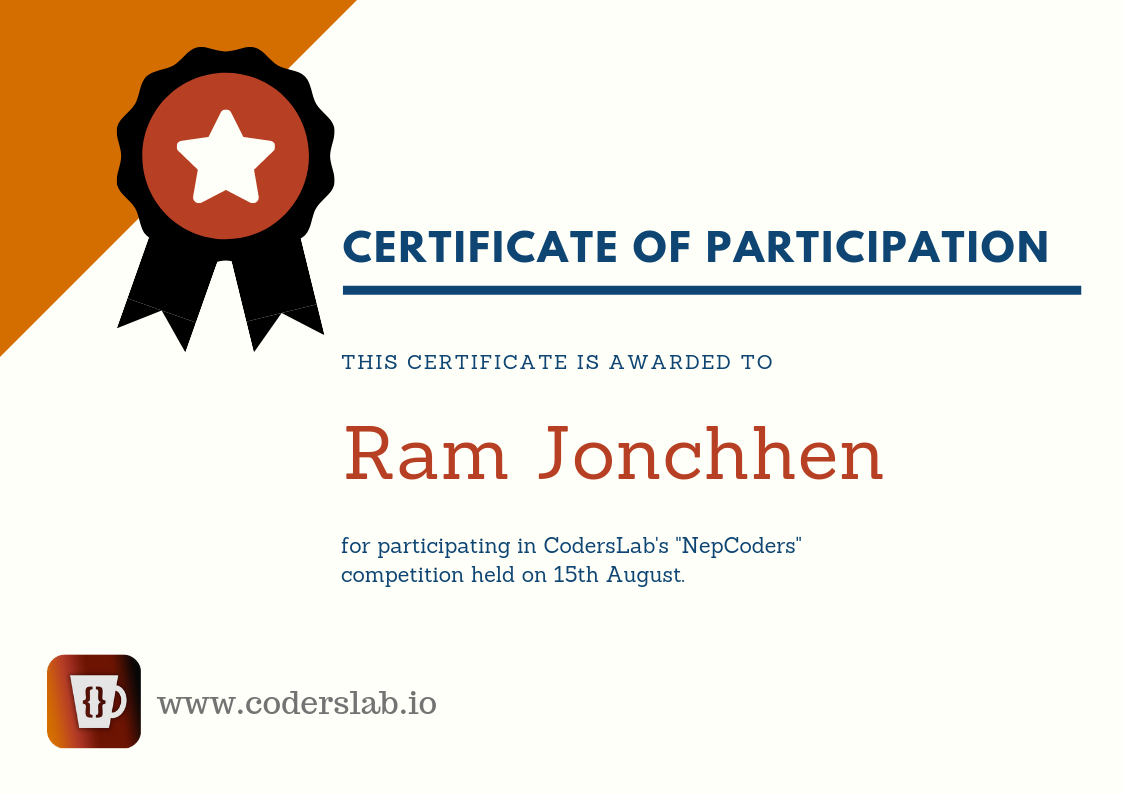 CERTIFICATE OF PARTICIPATION
THIS CERTIFICATE IS AWARDED TO
Ram Jonchhen
for participating in CodersLab's "NepCoders"
competition held on 15th August.
{}
www.coderslab.io